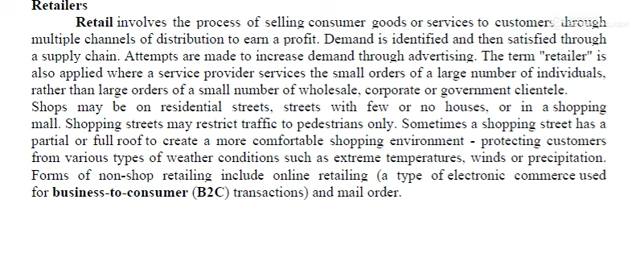 Retailers
Retail involves the process of selling consumer goods or services to customers through
multiple channels of distribution to earn a profit. Demand is identified and then satisfied through
a supply chain. Attempts are made to increase demand through advertising. The term "retailer" is
also applied where a service provider services the small orders of a large number of individuals,
rather than large orders of a small number of wholesale, corporate or government clientele.
Shops may be on residential streets, streets with few or no houses, or in a shopping
mall. Shopping streets may restrict traffic to pedestrians only. Sometimes a shopping street has a
partial or full roof to create a more comfortable shopping environment - protecting customers
from various types of weather conditions such as extreme temperatures, winds or precipitation.
Forms of non-shop retailing include online retailing (a type of electronic commerce used
for business-to-consumer (B2C) transactions) and mail order.